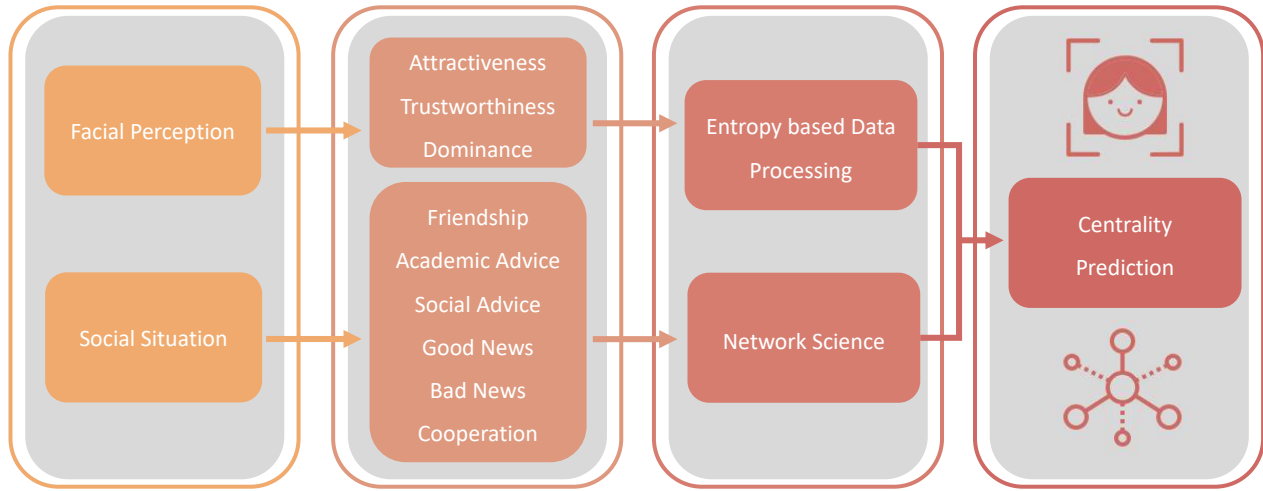 Facial Perception
Social Situation
Attractiveness
Trustworthiness
Dominance
Friendship
Academic Advice
Social Advice
Good News
Bad News
Cooperation
Entropy based Data
Processing
Network Science
Centrality
Prediction